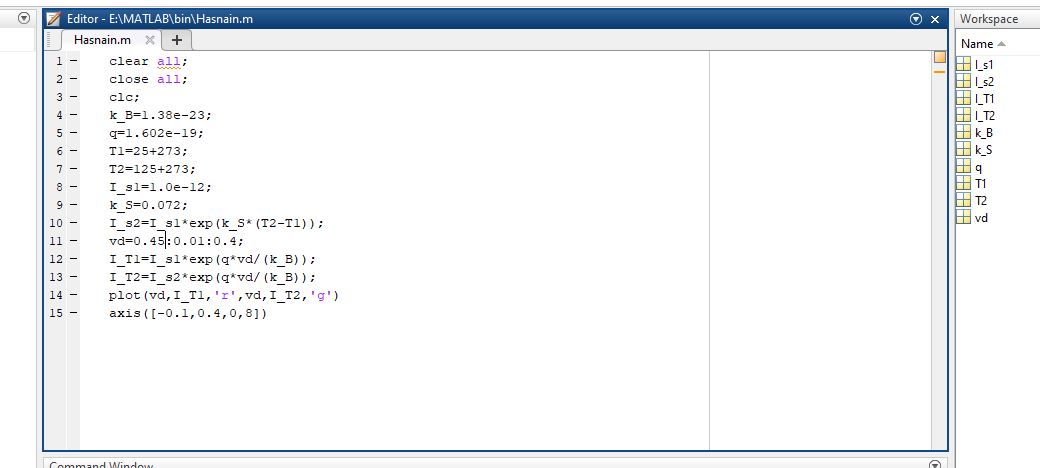 Editor - E:\MATLAB\bin\Hasnain.m
Hasnain.m
1 - clear all;
2 - close all;
3 - clc;
4 - k_B=1.38e-23;
5 - q=1.602e-19;
6 - T1=25+273;
7 - T2=125+273;
8 - I_s1=1.0e-12;
9 - k_S=0.072;
10 - I_s2=I_s1*exp(k_S*(T2-T1));
11 - vd=0.45:0.01:0.4;
12 - I_T1=I_s1*exp(q*vd/(k_B));
13 - I_T2=I_s2*exp(q*vd/(k_B));
14 - plot(vd,I_T1,'r',vd,I_T2,'g')
15 - axis([-0.1,0.4,0,8])
Command Window
Workspace
Name
I_s1
I_s2
I_T1
I_T2
k_B
k_S
q
T1
T2
vd